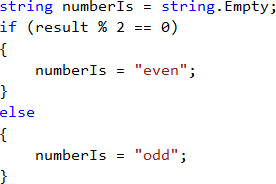 string numberIs = string.Empty;
if (result % 2 == 0)
{
    numberIs = "even";
}
else
{
    numberIs = "odd";
}